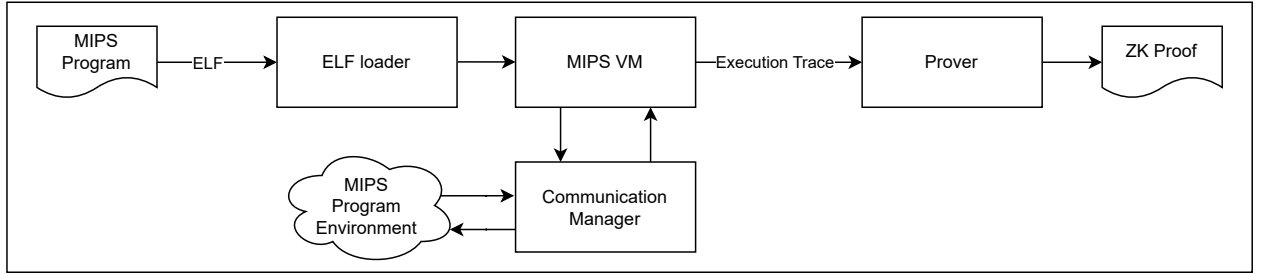 MIPS
Program
ELF
ELF loader
MIPS VM
Execution Trace
Prover
ZK Proof
MIPS
Program
Environment
Communication
Manager